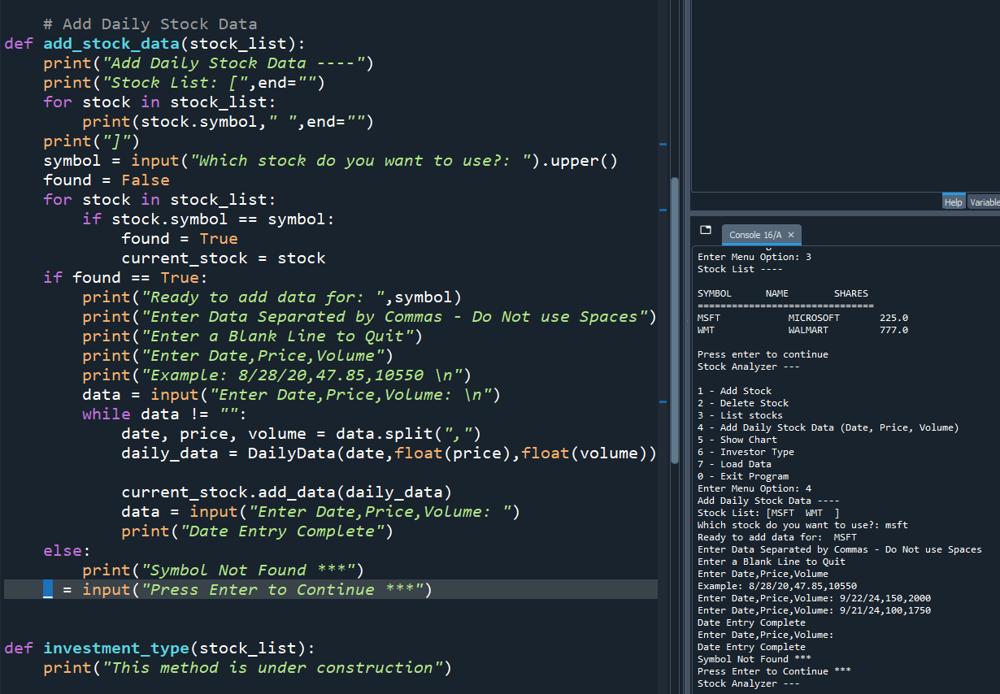 # Add Daily Stock Data
def add_stock_data(stock_list):
    print("Add Daily Stock Data ----")
    print("Stock List: [",end="")
    for stock in stock_list:
        print(stock.symbol," ",end="")
    print("]")
    symbol = input("Which stock do you want to use?: ").upper()
    found = False
    for stock in stock_list:
        if stock.symbol == symbol:
            found = True
            current_stock = stock
    if found == True:
        print("Ready to add data for: ",symbol)
        print("Enter Data Separated by Commas - Do Not use Spaces")
        print("Enter a Blank Line to Quit")
        print("Enter Date,Price,Volume")
        print("Example: 8/28/20,47.85,10550 \n")
        data = input("Enter Date,Price,Volume: \n")
        while data != "":
            date, price, volume = data.split(",")
            daily_data = DailyData(date,float(price),float(volume))
            current_stock.add_data(daily_data)
            data = input("Enter Date,Price,Volume: ")
            print("Date Entry Complete")
    else:
        print("Symbol Not Found ***")
    _ = input("Press Enter to Continue ***")
def investment_type(stock_list):
    print("This method is under construction")
Help Variable
Console 16/A ×
Enter Menu Option: 3
Stock List ----
SYMBOL NAME SHARES
===============================
MSFT MICROSOFT 225.0
WMT WALMART 777.0
Press enter to continue
Stock Analyzer ---
1 - Add Stock
2 - Delete Stock
3 - List stocks
4 - Add Daily Stock Data (Date, Price, Volume)
5 - Show Chart
6 - Investor Type
7 - Load Data
0 - Exit Program
Enter Menu Option: 4
Add Daily Stock Data ----
Stock List: [MSFT  WMT  ]
Which stock do you want to use?: msft
Ready to add data for:  MSFT
Enter Data Separated by Commas - Do Not use Spaces
Enter a Blank Line to Quit
Enter Date,Price,Volume
Example: 8/28/20,47.85,10550
Enter Date,Price,Volume: 9/22/24,150,2000
Enter Date,Price,Volume: 9/21/24,100,1750
Date Entry Complete
Enter Date,Price,Volume:
Date Entry Complete
Symbol Not Found ***
Press Enter to Continue ***
Stock Analyzer ---